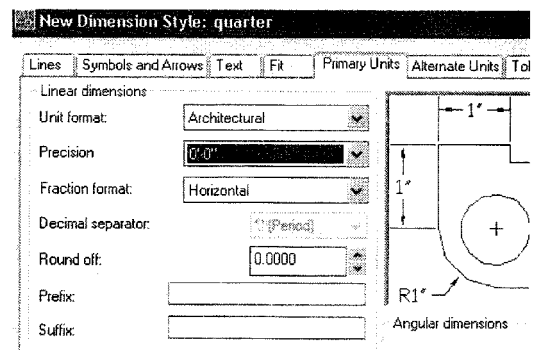 New Dimension Style: quarter
Lines Symbols and Arrows Text Fit Primary Units Alternate Units Tol
Linear dimensions
Unit format: Architectural
Precision 0'-0"
Fraction format: Horizontal
Decimal separator: '.' (Period)
Round off: 0.0000
Prefix:
Suffix:
1"
1"
R1"
Angular dimensions